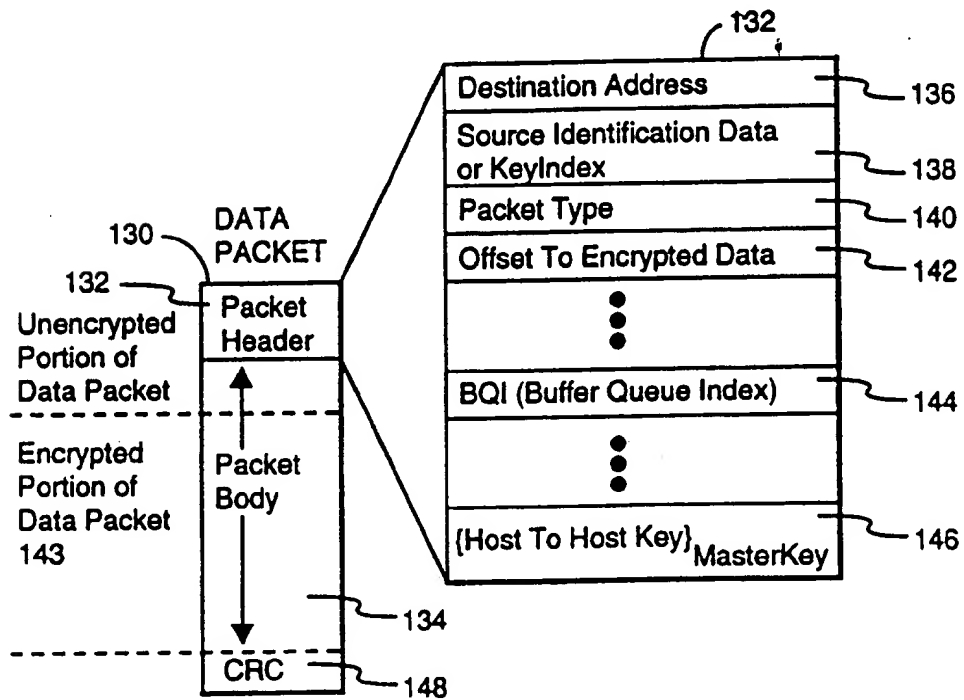 132
Destination Address
136
Source Identification Data
or KeyIndex
138
Packet Type
140
Offset To Encrypted Data
142
BQI (Buffer Queue Index)
144
{Host To Host Key}MasterKey
146
DATA
PACKET
130
132
Packet
Header
Unencrypted
Portion of
Data Packet
Encrypted
Portion of
Data Packet
143
Packet
Body
134
CRC
148